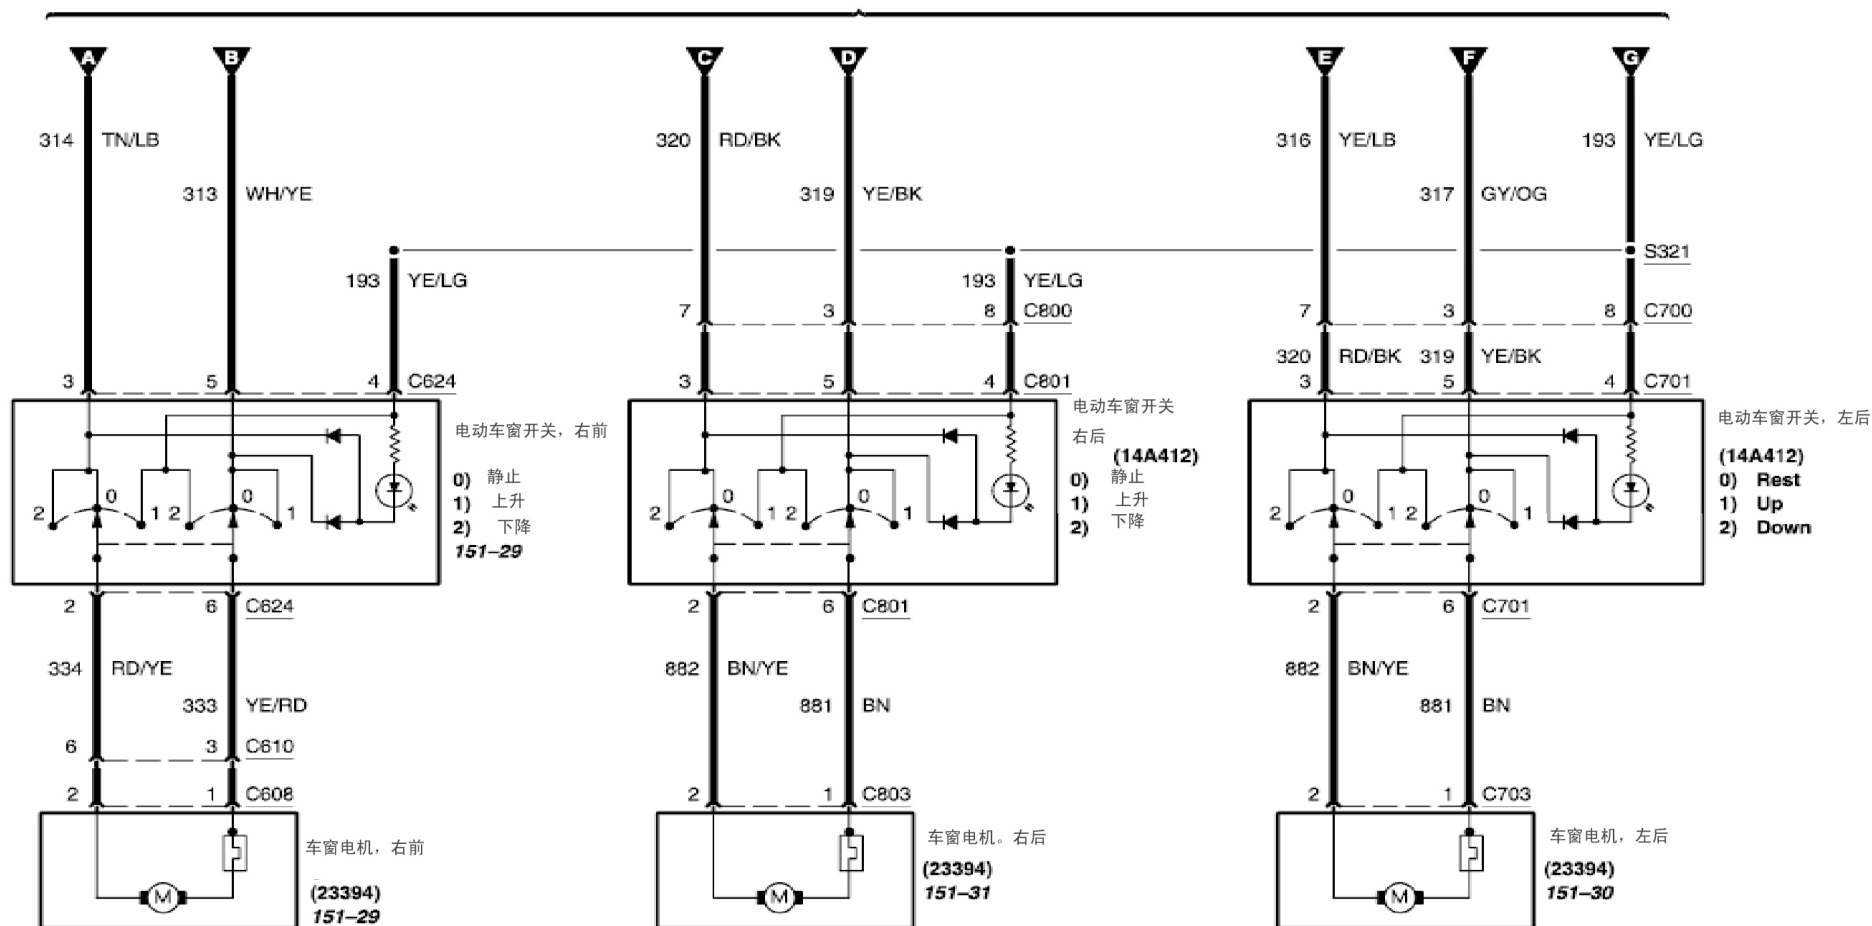 A B C D E F G
314 TN/LB 320 RD/BK 316 YE/LB 193 YE/LG
313 WH/YE 319 YE/BK 317 GY/OG
S321
193 YE/LG 193 YE/LG
7 3 8 C800 7 3 8 C700
320 RD/BK 319 YE/BK
3 5 4 C624 3 5 4 C801 3 5 4 C701
电动车窗开关，右前
0) 静止
1) 上升
2) 下降
151–29
电动车窗开关
右后
(14A412)
0) 静止
1) 上升
2) 下降
电动车窗开关，左后
(14A412)
0) Rest
1) Up
2) Down
2 0 1 2 0 1 2 0 1 2 0 1 2 0 1 2 0 1
2 6 C624 2 6 C801 2 6 C701
334 RD/YE 882 BN/YE 882 BN/YE
333 YE/RD 881 BN 881 BN
6 3 C610
2 1 C608 2 1 C803 2 1 C703
车窗电机，右前
(23394)
151–29
M
车窗电机。右后
(23394)
151–31
M
车窗电机，左后
(23394)
151–30
M